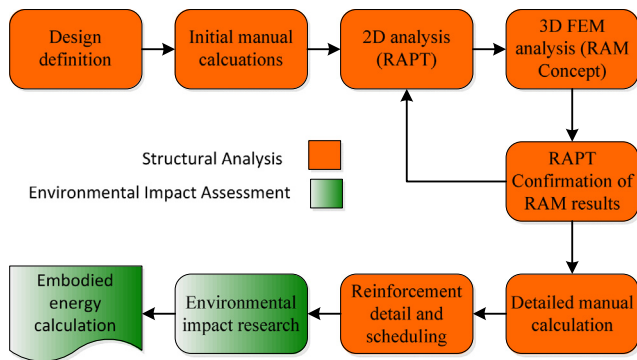 Design
definition
Initial manual
calcuations
2D analysis
(RAPT)
3D FEM
analysis (RAM
Concept)
Structural Analysis
Environmental Impact Assessment
RAPT
Confirmation of
RAM results
Embodied
energy
calculation
Environmental
impact research
Reinforcement
detail and
scheduling
Detailed manual
calculation